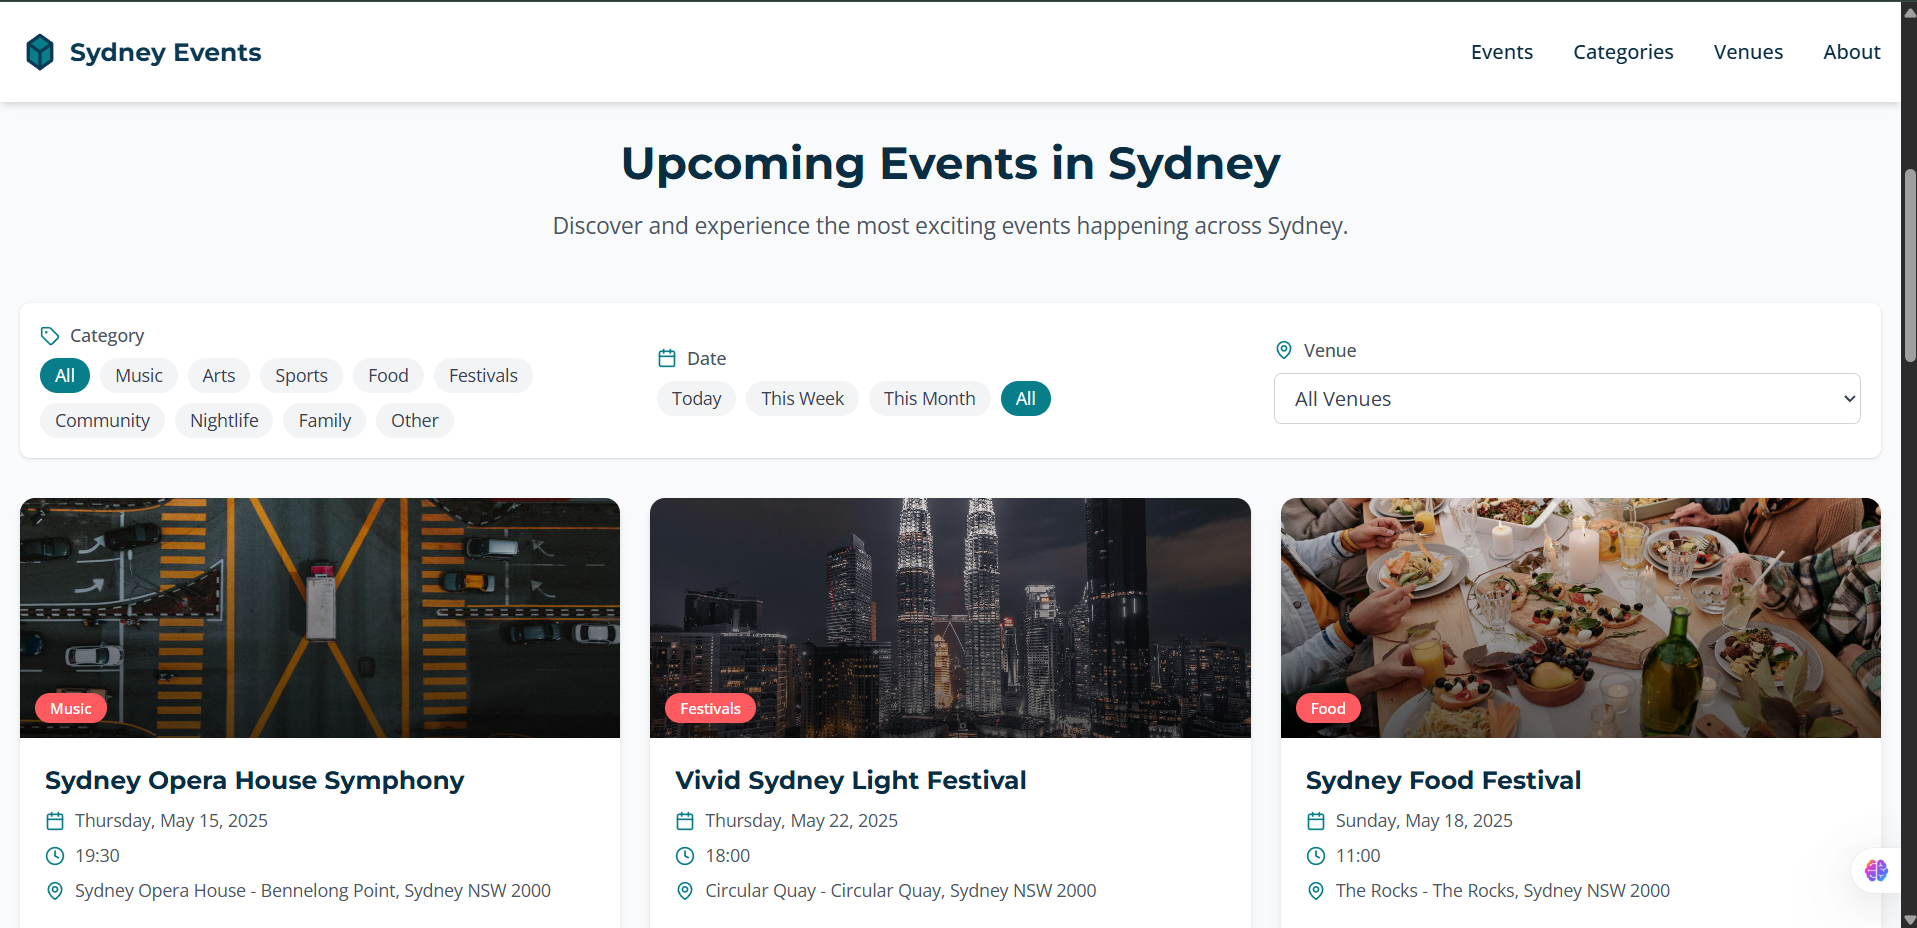 Sydney Events
Events Categories Venues About
Upcoming Events in Sydney
Discover and experience the most exciting events happening across Sydney.
Category
All Music Arts Sports Food Festivals
Community Nightlife Family Other
Date
Today This Week This Month All
Venue
All Venues
Music
Sydney Opera House Symphony
Thursday, May 15, 2025
19:30
Sydney Opera House - Bennelong Point, Sydney NSW 2000
Festivals
Vivid Sydney Light Festival
Thursday, May 22, 2025
18:00
Circular Quay - Circular Quay, Sydney NSW 2000
Food
Sydney Food Festival
Sunday, May 18, 2025
11:00
The Rocks - The Rocks, Sydney NSW 2000